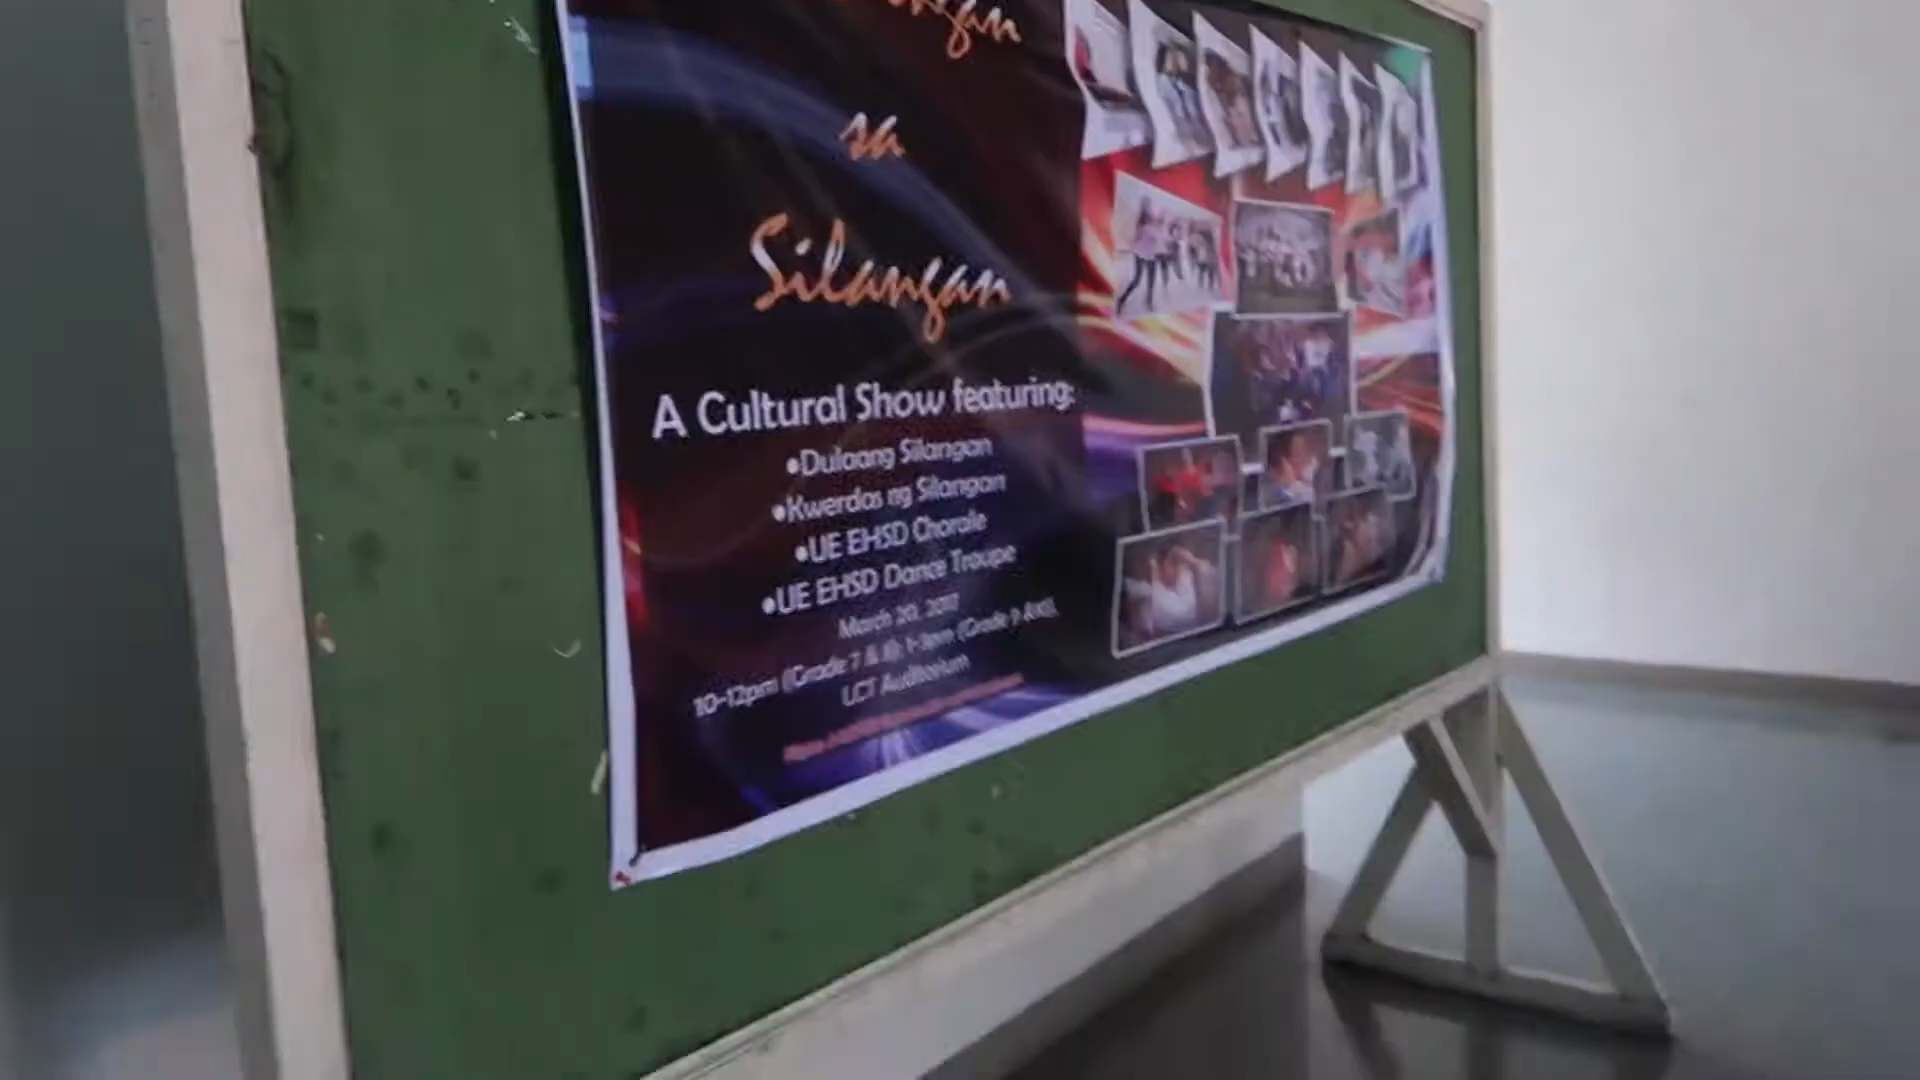 sa
Silangan
A Cultural Show featuring:
•Dulaang Silangan
•Kwerdas ng Silangan
•UE EHSD Chorale
•UE EHSD Dance Troupe
March 20, 2017
10-12pm (Grade 7 & 8); 1-3pm (Grade 9 &10)
LCT Auditorium